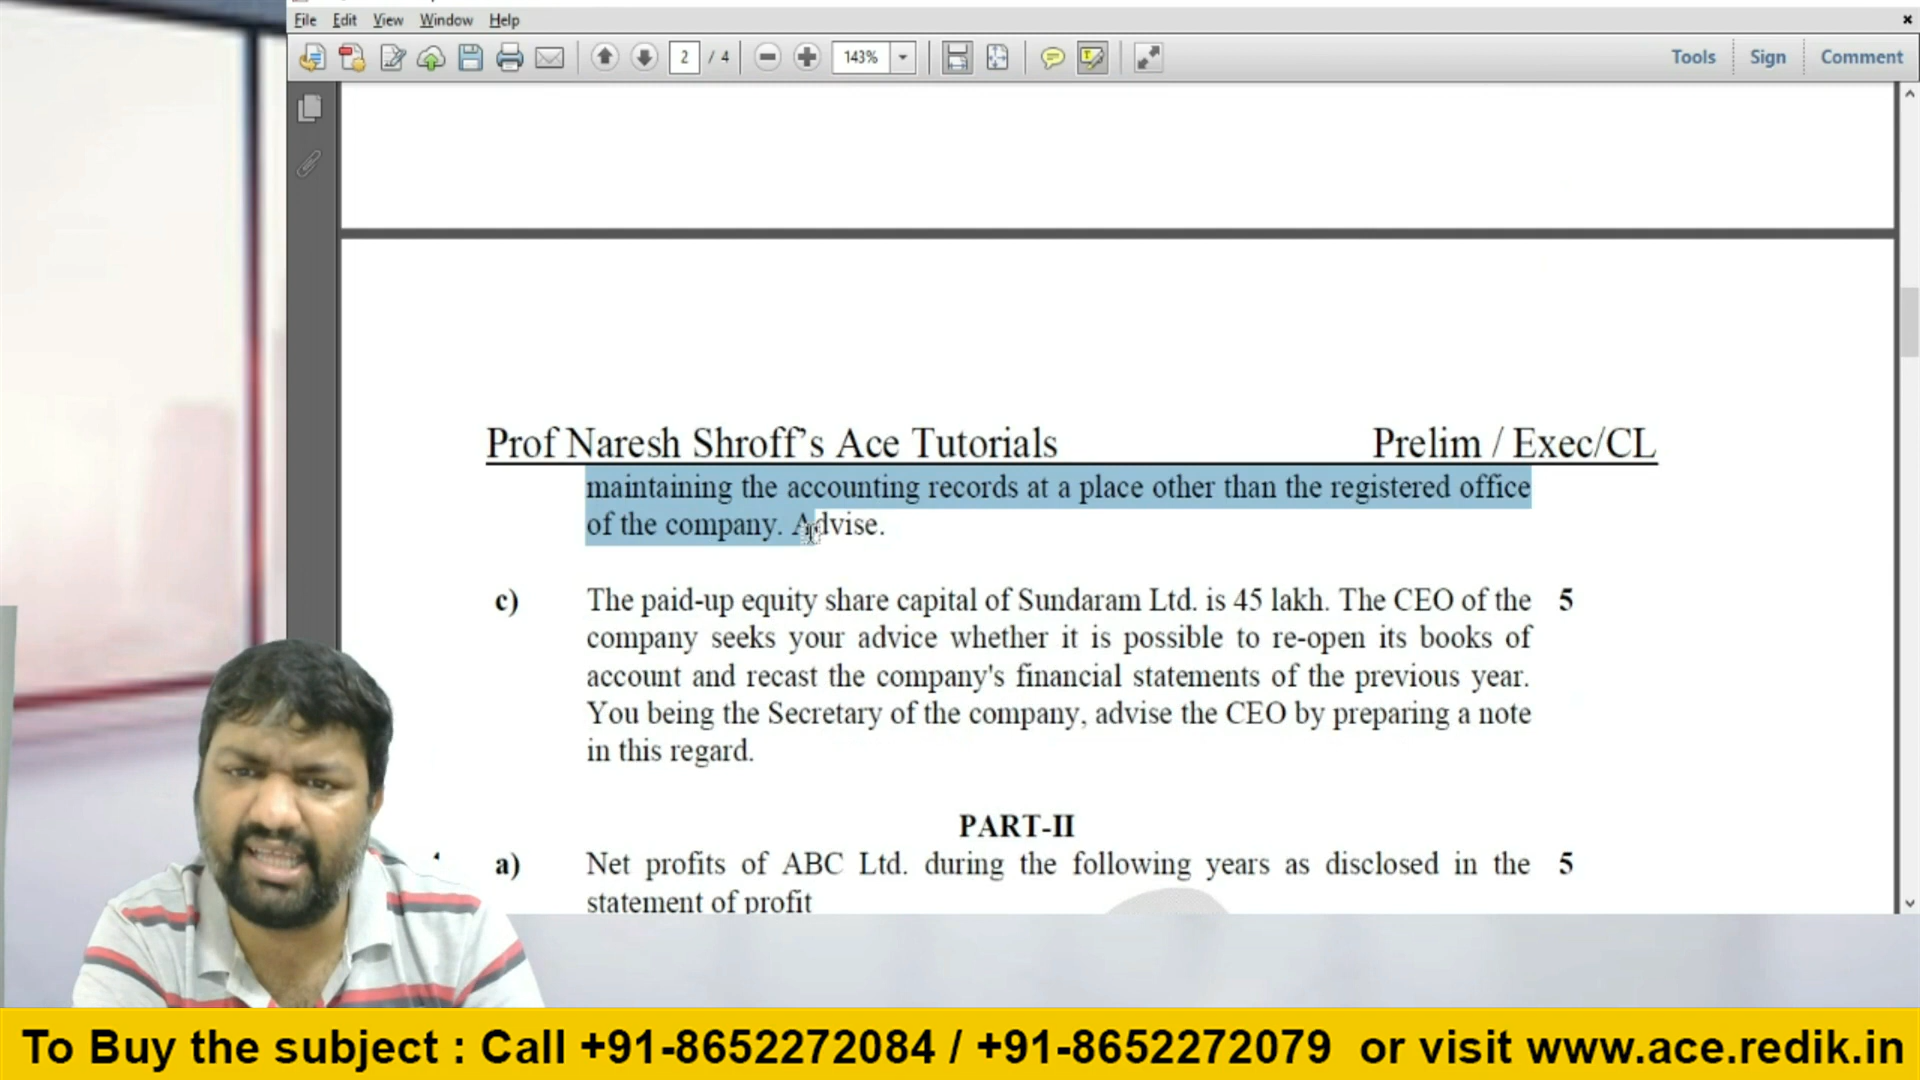 File Edit View Window Help
2 / 4 143% Tools Sign Comment
Prof Naresh Shroff's Ace Tutorials Prelim / Exec/CL
maintaining the accounting records at a place other than the registered office
of the company. Advise.
c) The paid-up equity share capital of Sundaram Ltd. is 45 lakh. The CEO of the 5
company seeks your advice whether it is possible to re-open its books of
account and recast the company's financial statements of the previous year.
You being the Secretary of the company, advise the CEO by preparing a note
in this regard.
PART-II
a) Net profits of ABC Ltd. during the following years as disclosed in the 5
statement of profit
To Buy the subject : Call +91-8652272084 / +91-8652272079 or visit www.ace.redik.in